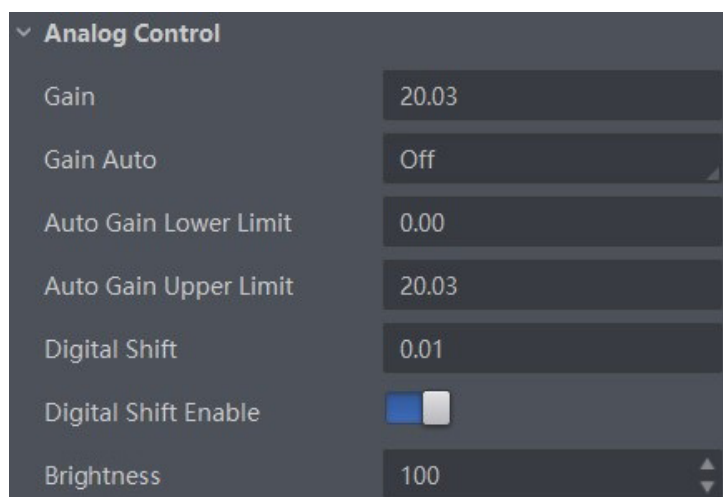 Analog Control
Gain 20.03
Gain Auto Off
Auto Gain Lower Limit 0.00
Auto Gain Upper Limit 20.03
Digital Shift 0.01
Digital Shift Enable
Brightness 100